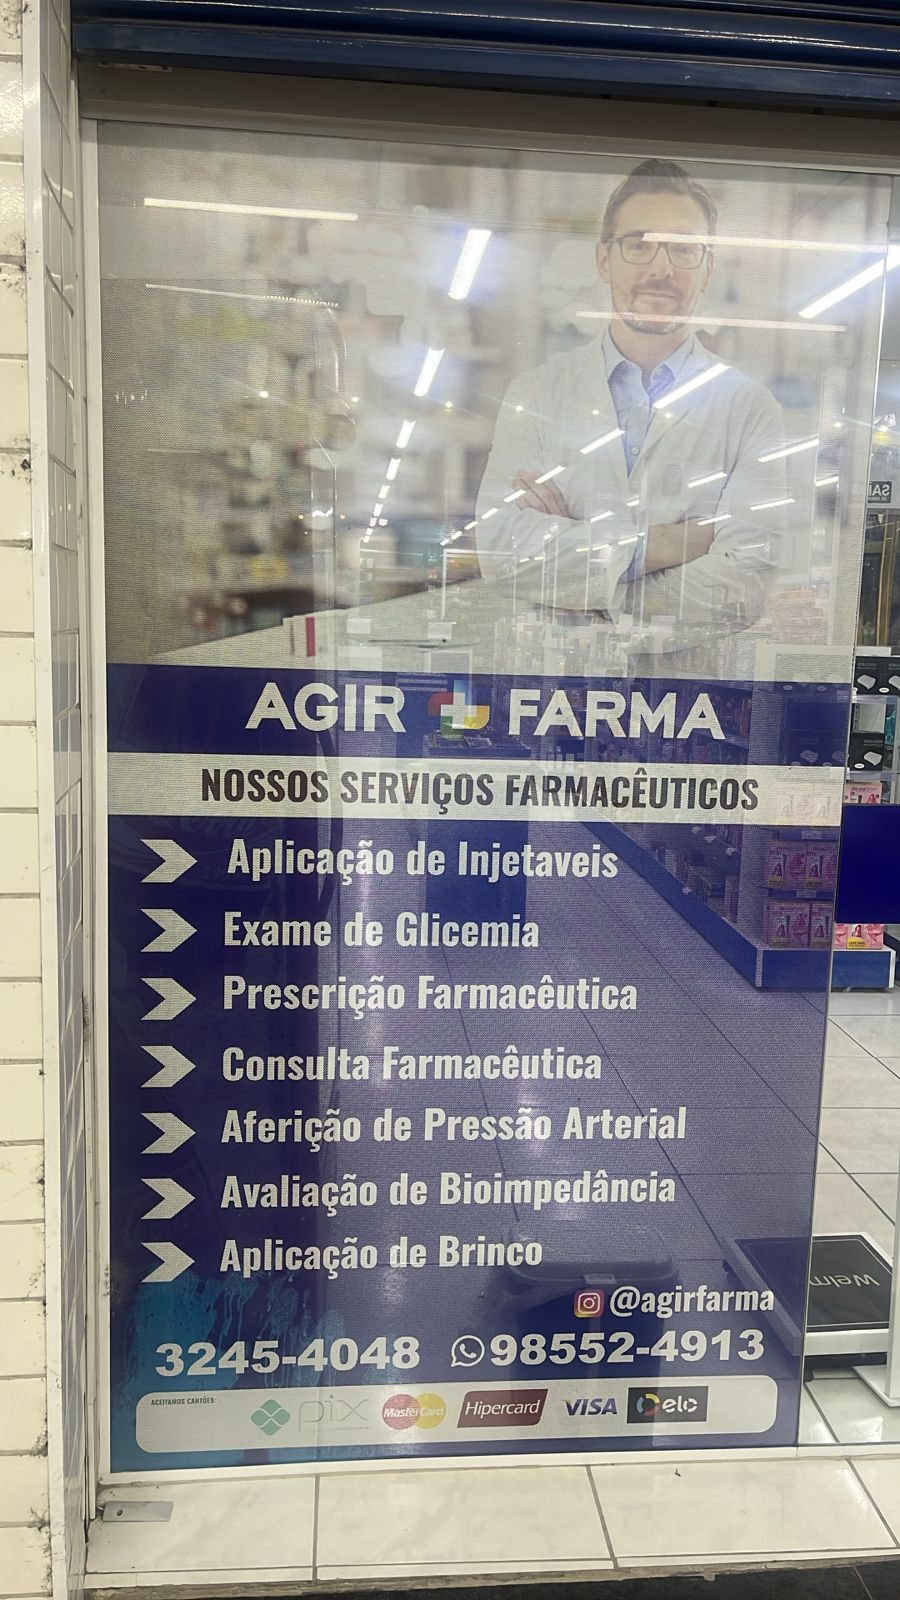 AGIR FARMA
NOSSOS SERVIÇOS FARMACÊUTICOS
Aplicação de Injetaveis
Exame de Glicemia
Prescrição Farmacêutica
Consulta Farmacêutica
Aferição de Pressão Arterial
Avaliação de Bioimpedância
Aplicação de Brinco
@agirfarma
3245-4048 98552-4913
ACEITAMOS CARTÕES:
pix MasterCard Hipercard VISA elo